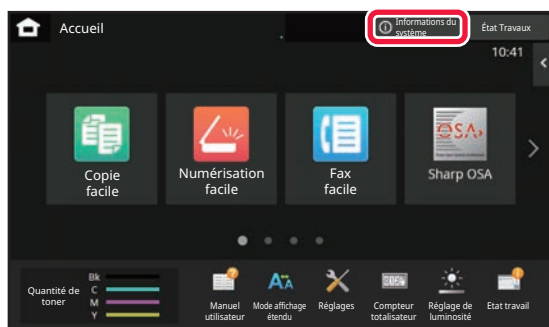 Accueil
Informations du
système
État Travaux
10:41
Copie
facile
Numérisation
facile
Fax
facile
OSA
Sharp OSA
Quantité de
toner
Bk
C
M
Y
Manuel
utilisateur
Mode affichage
étendu
Réglages
Compteur
totalisateur
Réglage de
luminosité
Etat travail